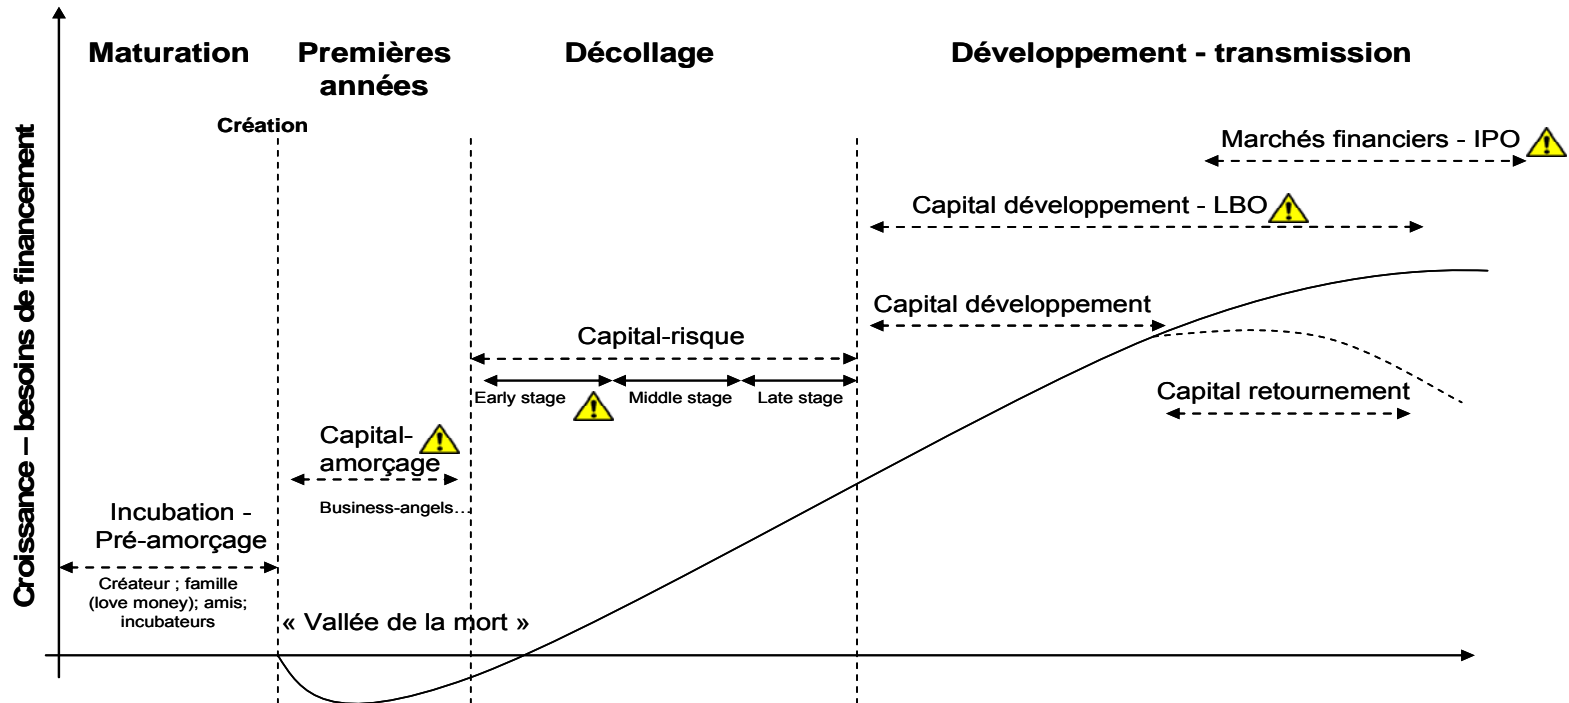 Maturation
Premières
années
Décollage
Développement - transmission
Création
Croissance – besoins de financement
Marchés financiers - IPO
Capital développement - LBO
Capital développement
Capital-risque
Early stage
Middle stage
Late stage
Capital retournement
Capital-
amorçage
Business-angels…
Incubation -
Pré-amorçage
Créateur ; famille
(love money); amis;
incubateurs
« Vallée de la mort »